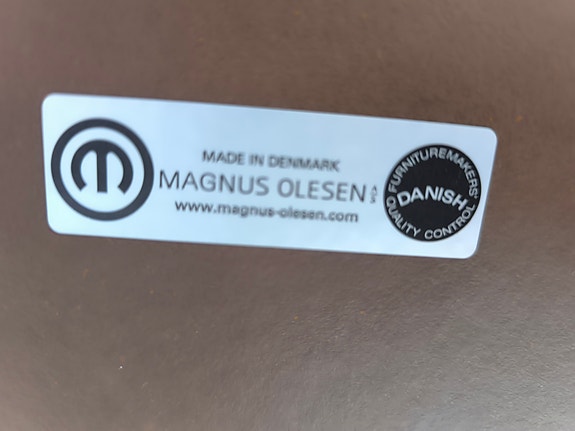 m
MADE IN DENMARK
MAGNUS OLESEN A/S
www.magnus-olesen.com
FURNITUREMAKERS'
DANISH
QUALITY CONTROL